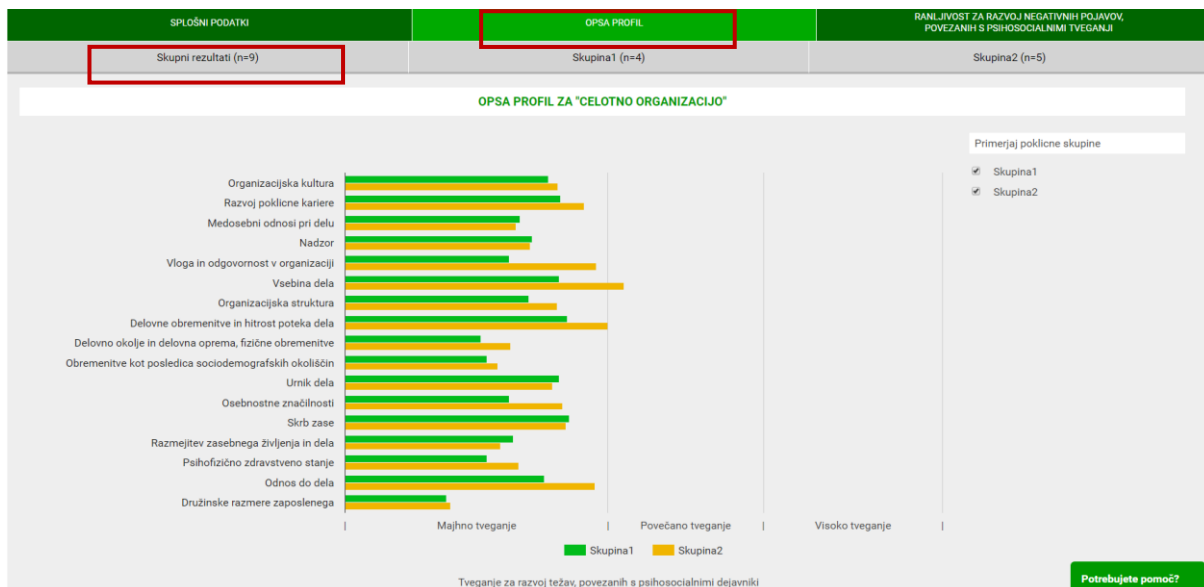 SPLOŠNI PODATKI
OPSA PROFIL
RANLJIVOST ZA RAZVOJ NEGATIVNIH POJAVOV,
POVEZANIH S PSIHOSOCIALNIMI TVEGANJI
Skupni rezultati (n=9)
Skupina1 (n=4)
Skupina2 (n=5)
OPSA PROFIL ZA "CELOTNO ORGANIZACIJO"
Primerjaj poklicne skupine
Skupina1
Skupina2
Organizacijska kultura
Razvoj poklicne kariere
Medosebni odnosi pri delu
Nadzor
Vloga in odgovornost v organizaciji
Vsebina dela
Organizacijska struktura
Delovne obremenitve in hitrost poteka dela
Delovno okolje in delovna oprema, fizične obremenitve
Obremenitve kot posledica sociodemografskih okoliščin
Urnik dela
Osebnostne značilnosti
Skrb zase
Razmejitev zasebnega življenja in dela
Psihofizično zdravstveno stanje
Odnos do dela
Družinske razmere zaposlenega
| Majhno tveganje | Povečano tveganje | Visoko tveganje |
Skupina1 Skupina2
Tveganje za razvoj težav, povezanih s psihosocialnimi dejavniki
Potrebujete pomoč?